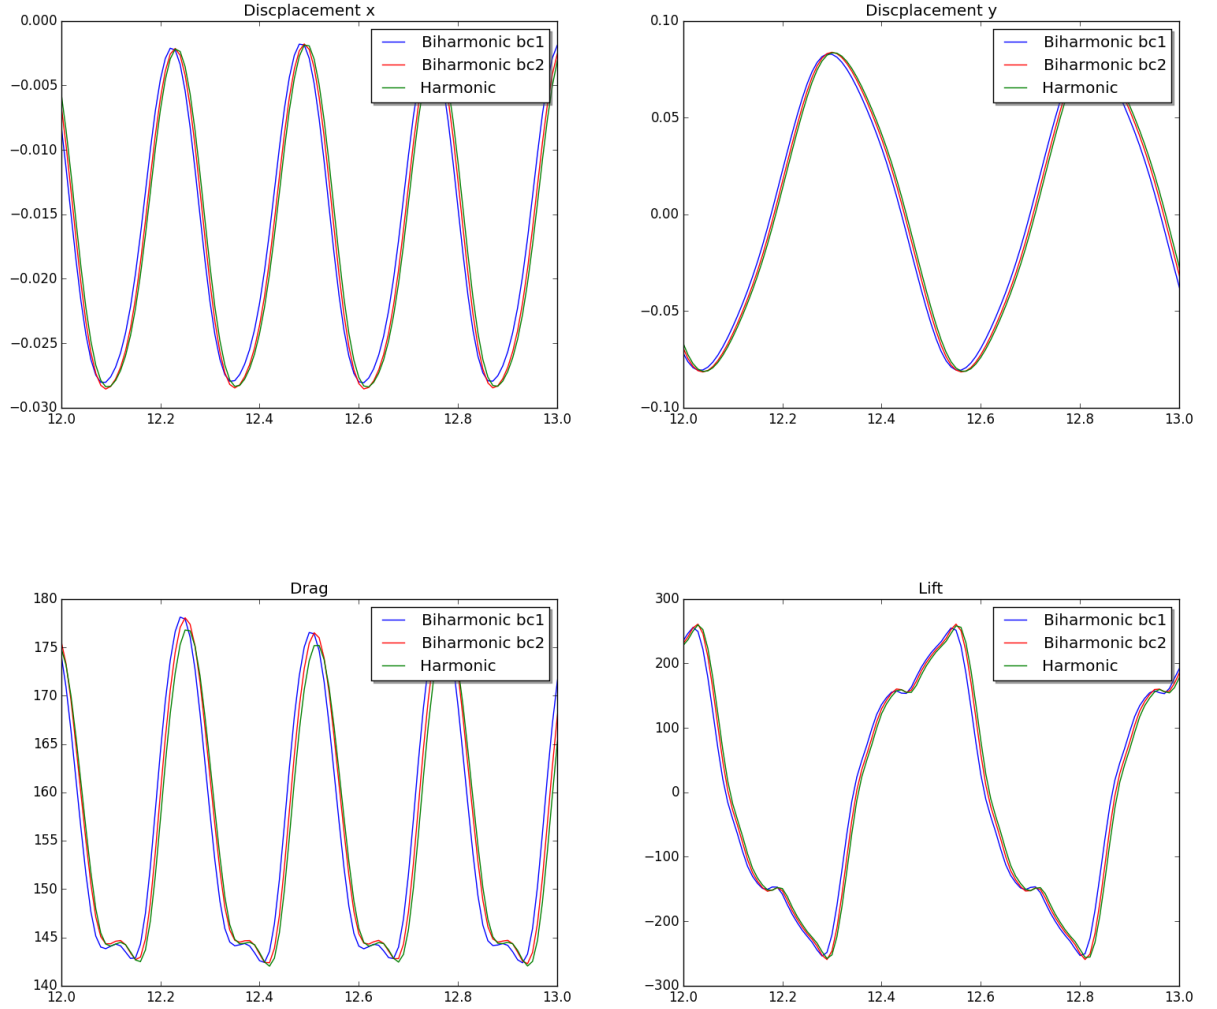 Discplacement x
0.000
−0.005
−0.010
−0.015
−0.020
−0.025
−0.030
12.0 12.2 12.4 12.6 12.8 13.0
Biharmonic bc1
Biharmonic bc2
Harmonic
Discplacement y
0.10
0.05
0.00
−0.05
−0.10
12.0 12.2 12.4 12.6 12.8 13.0
Biharmonic bc1
Biharmonic bc2
Harmonic
Drag
180
175
170
165
160
155
150
145
140
12.0 12.2 12.4 12.6 12.8 13.0
Biharmonic bc1
Biharmonic bc2
Harmonic
Lift
300
200
100
0
−100
−200
−300
12.0 12.2 12.4 12.6 12.8 13.0
Biharmonic bc1
Biharmonic bc2
Harmonic